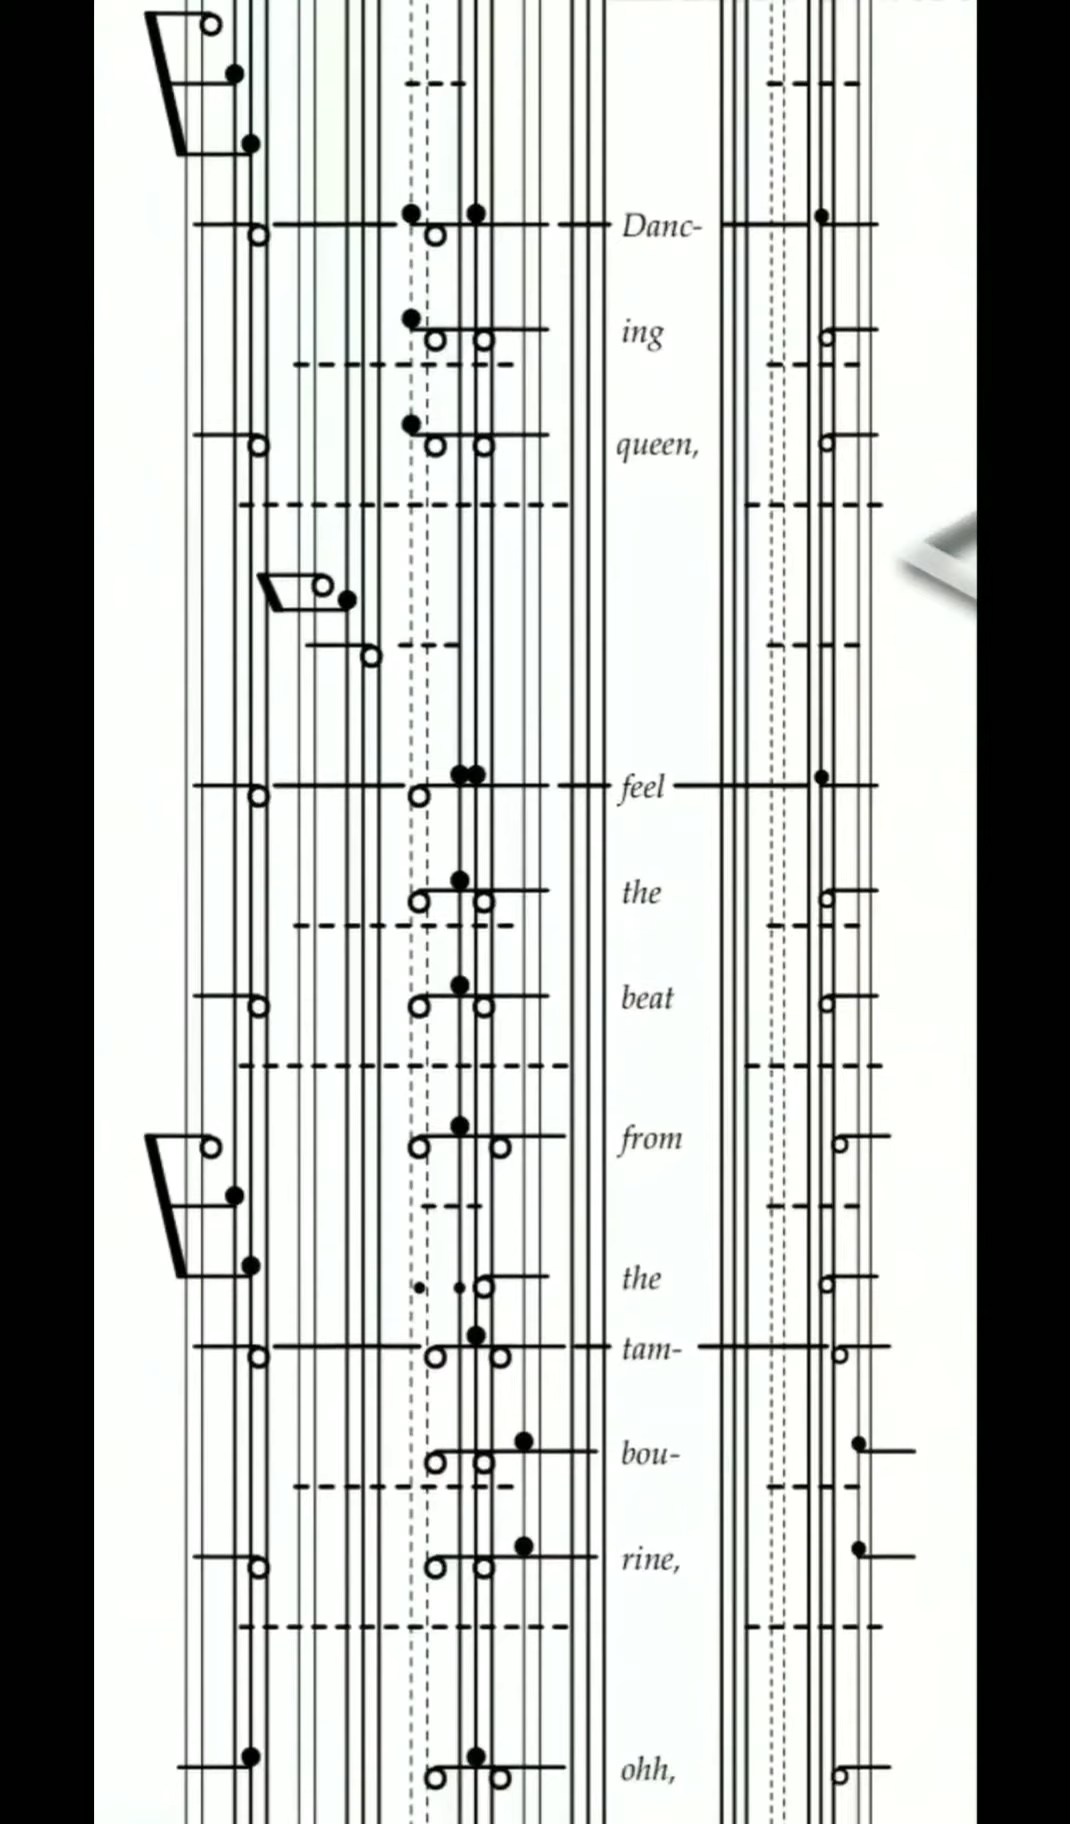 Danc-
ing
queen,
feel
the
beat
from
the
tam-
bou-
rine,
ohh,